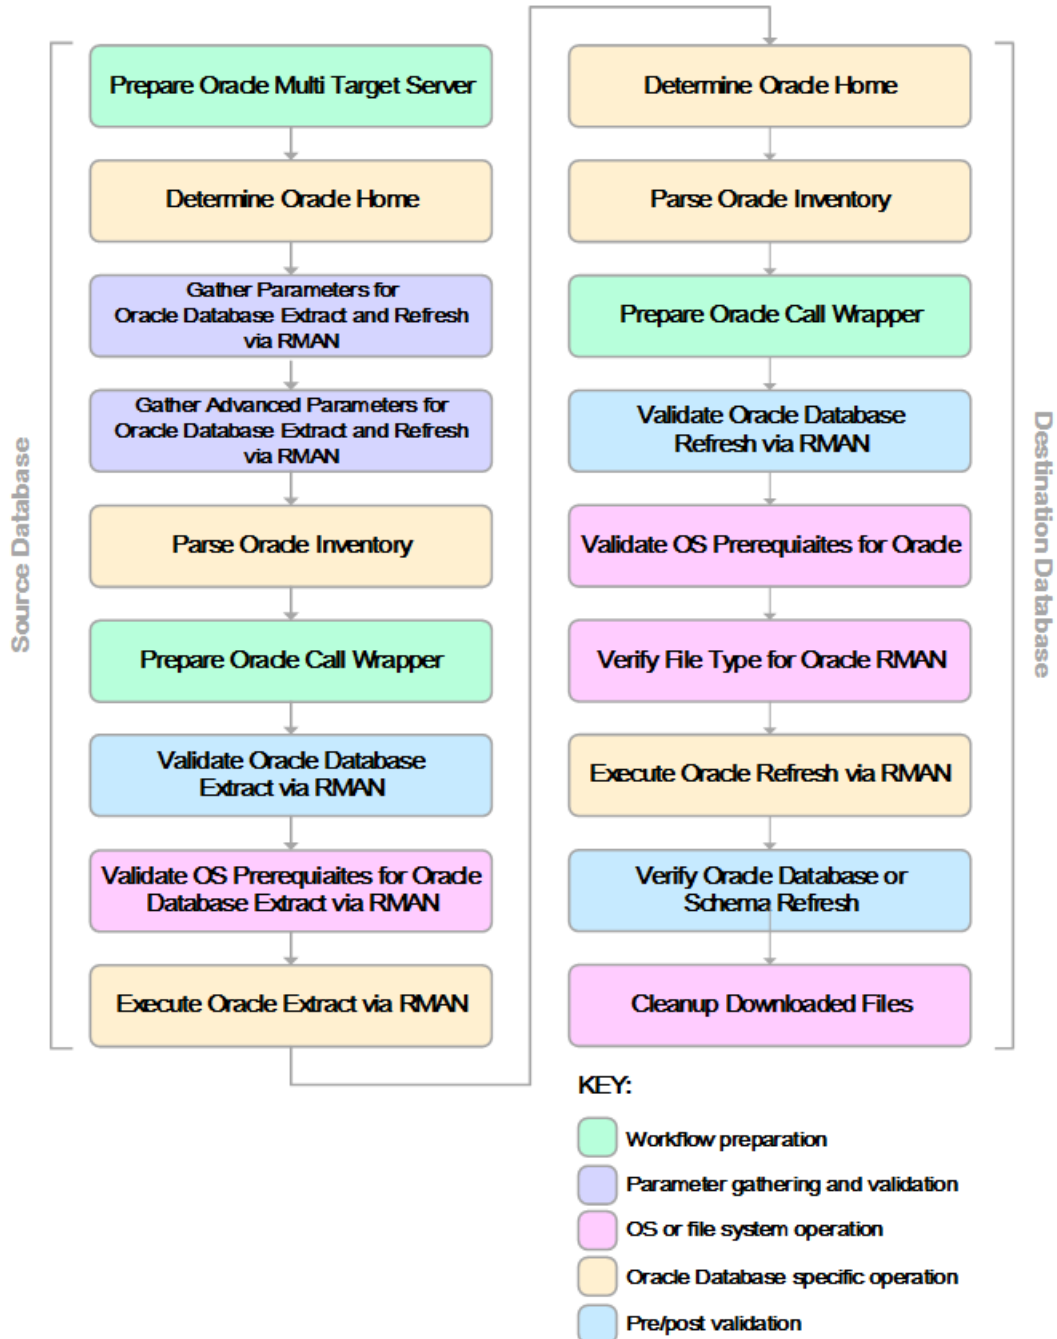 Source Database
Prepare Oracle Multi Target Server
Determine Oracle Home
Gather Parameters for
Oracle Database Extract and Refresh
via RMAN
Gather Advanced Parameters for
Oracle Database Extract and Refresh
via RMAN
Parse Oracle Inventory
Prepare Oracle Call Wrapper
Validate Oracle Database
Extract via RMAN
Validate OS Prerequiaites for Oracle
Database Extract via RMAN
Execute Oracle Extract via RMAN
Destination Database
Determine Oracle Home
Parse Oracle Inventory
Prepare Oracle Call Wrapper
Validate Oracle Database
Refresh via RMAN
Validate OS Prerequiaites for Oracle
Verify File Type for Oracle RMAN
Execute Oracle Refresh via RMAN
Verify Oracle Database or
Schema Refresh
Cleanup Downloaded Files
KEY:
Workflow preparation
Parameter gathering and validation
OS or file system operation
Oracle Database specific operation
Pre/post validation